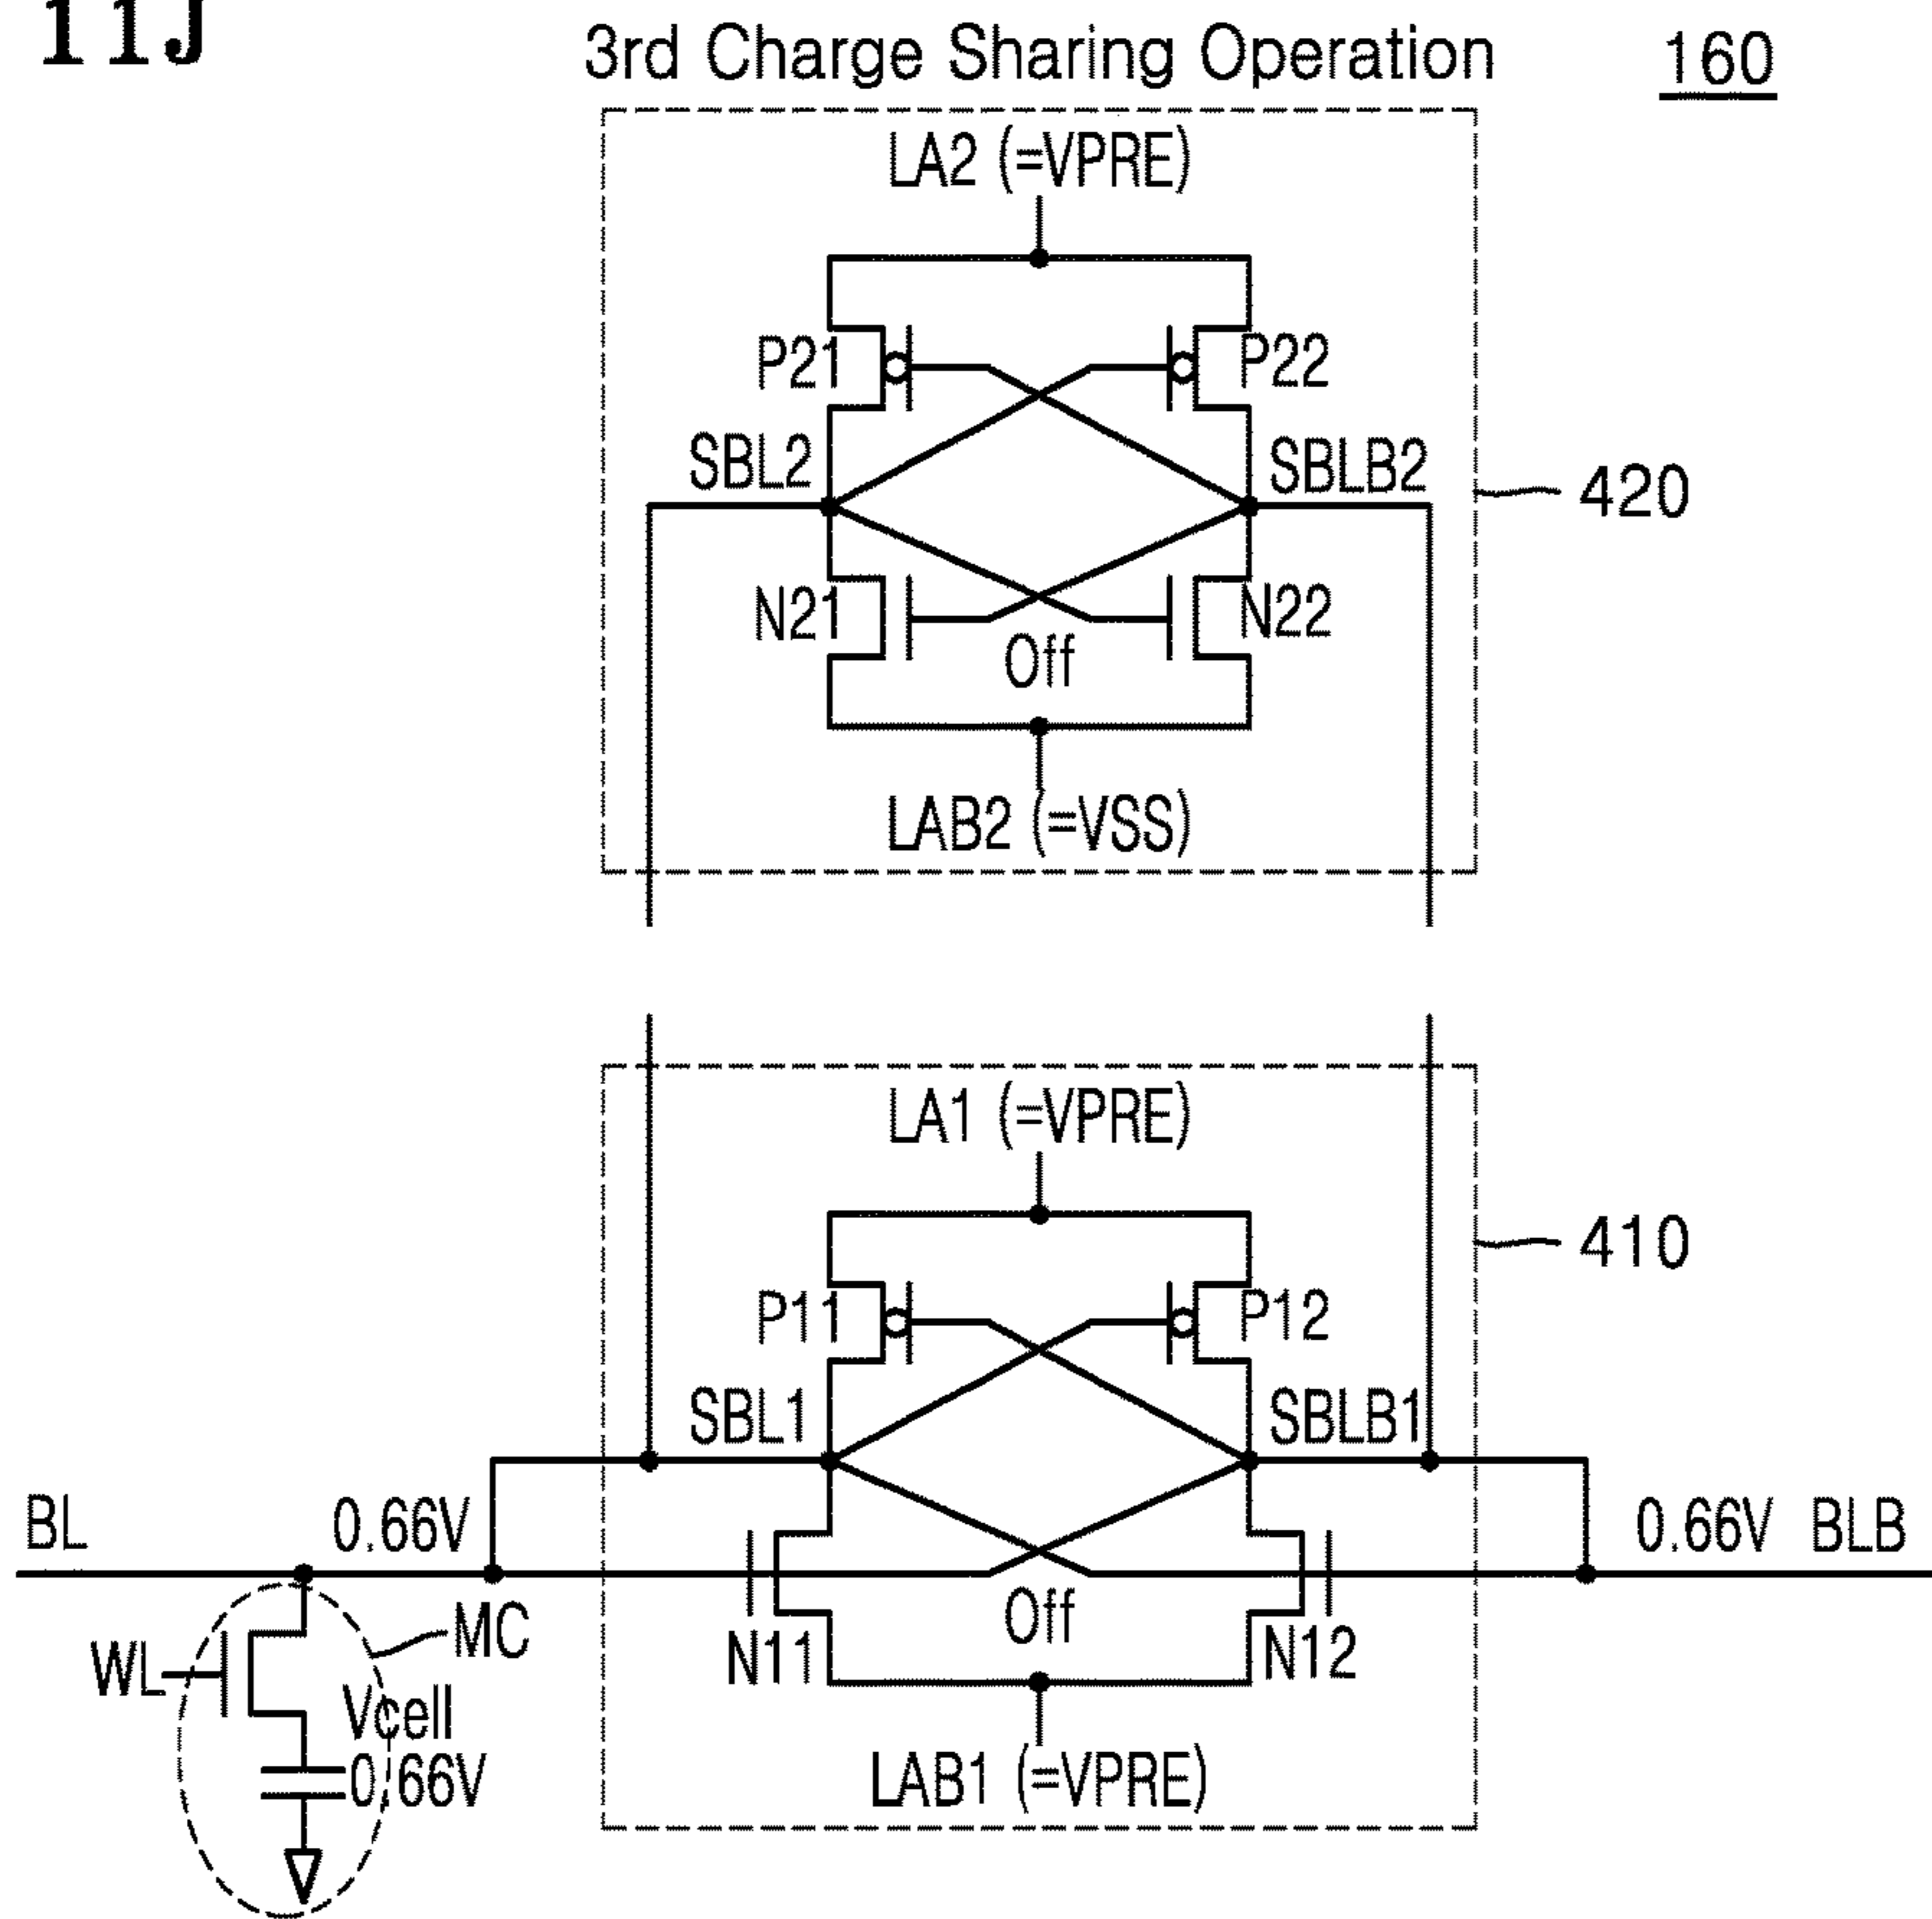 11J
3rd Charge Sharing Operation
160
LA2 (=VPRE)
P21
P22
SBL2
SBLB2
420
N21
N22
Off
LAB2 (=VSS)
LA1 (=VPRE)
410
P11
P12
SBL1
SBLB1
BL
0.66V
0.66V BLB
Off
MC
N11
N12
WL
Vcell
0.66V
LAB1 (=VPRE)